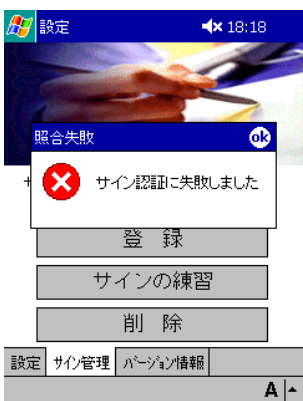 設定 18:18
照合失敗 ok
サイン認証に失敗しました
登 録
サインの練習
削 除
設定 サイン管理 バージョン情報
A